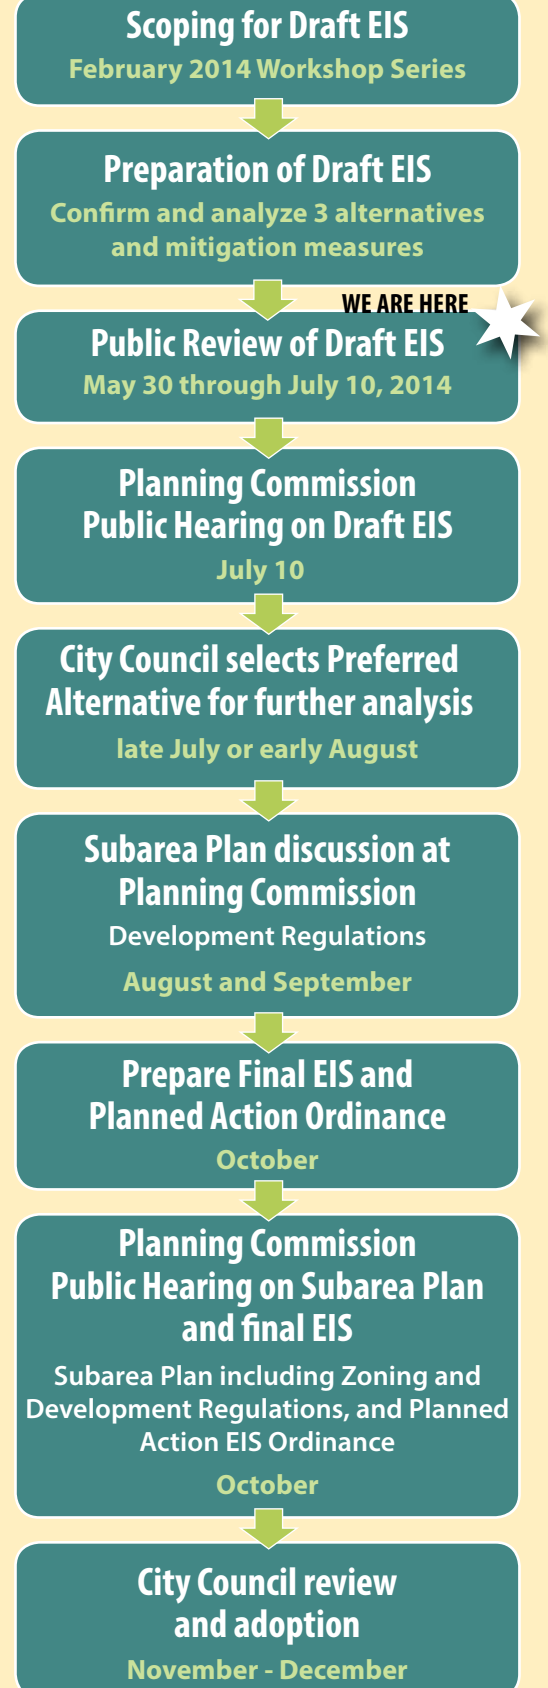 Scoping for Draft EIS
February 2014 Workshop Series
Preparation of Draft EIS
Confirm and analyze 3 alternatives
and mitigation measures
WE ARE HERE
Public Review of Draft EIS
May 30 through July 10, 2014
Planning Commission
Public Hearing on Draft EIS
July 10
City Council selects Preferred
Alternative for further analysis
late July or early August
Subarea Plan discussion at
Planning Commission
Development Regulations
August and September
Prepare Final EIS and
Planned Action Ordinance
October
Planning Commission
Public Hearing on Subarea Plan
and final EIS
Subarea Plan including Zoning and
Development Regulations, and Planned
Action EIS Ordinance
October
City Council review
and adoption
November - December